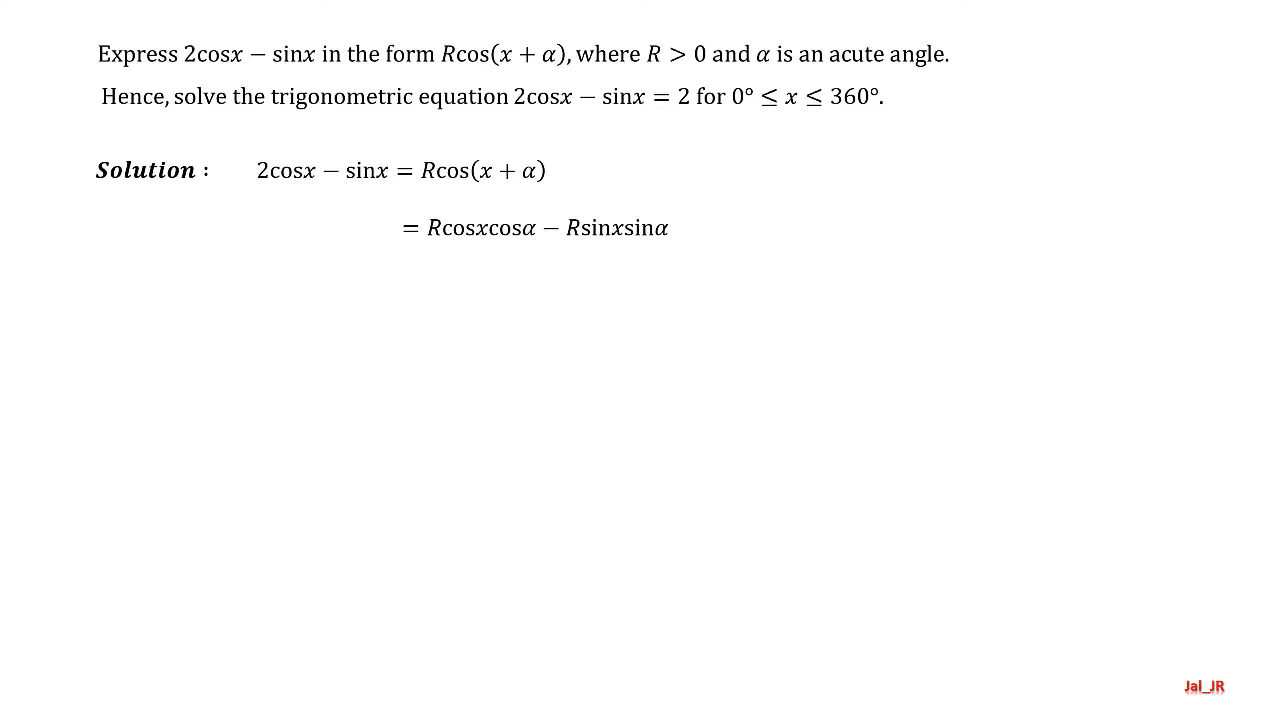 Express 2cosx − sinx in the form Rcos(x + α), where R > 0 and α is an acute angle.
Hence, solve the trigonometric equation 2cosx − sinx = 2 for 0° ≤ x ≤ 360°.
Solution : 2cosx − sinx = Rcos(x + α)
= Rcosxcosα − Rsinxsinα
Jal_JR